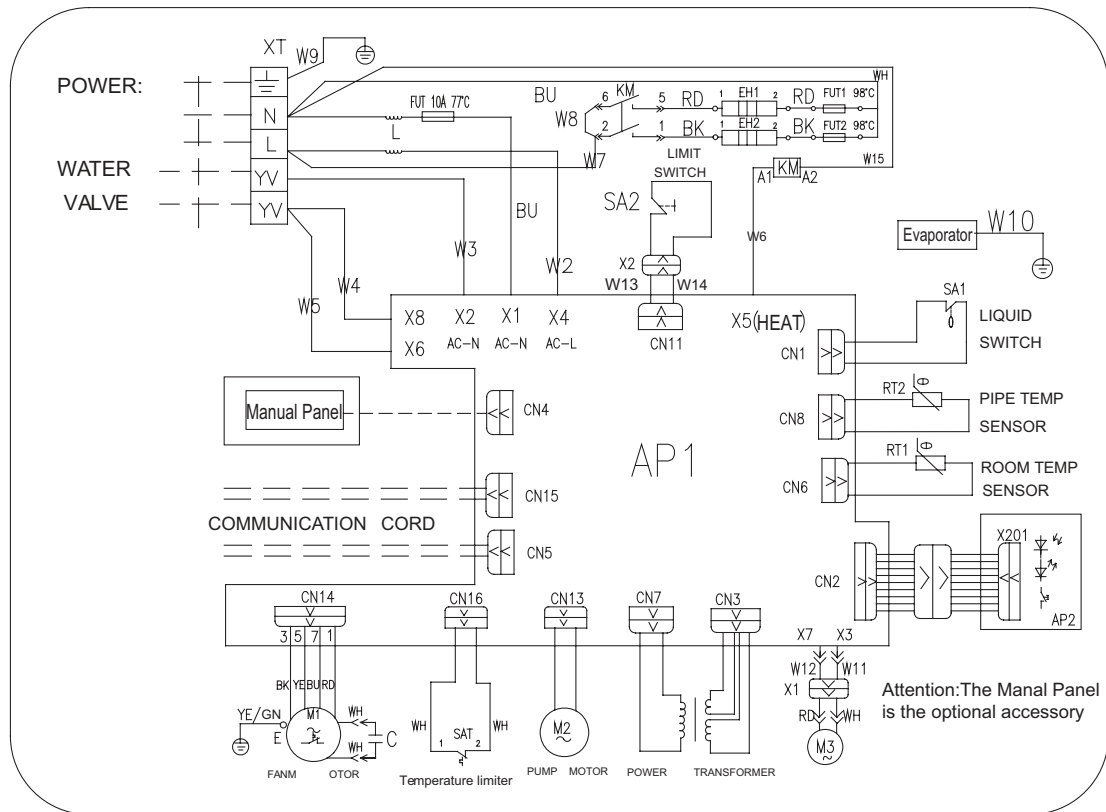 XT
W9
POWER:
N
L
WATER
VALVE
YV
YV
FUT 10A 77℃
L
BU
W8
6
KM
5
RD
1
EH1
2
RD
FUT1
98℃
WH
2
1
BK
1
EH2
2
BK
FUT2
98℃
W7
LIMIT
SWITCH
A1
KM
A2
W15
SA2
BU
W3
W2
W4
W5
X2
W13
W14
W6
Evaporator
W10
X8
X2
X1
X4
X6
AC-N
AC-N
AC-L
CN11
X5(HEAT)
CN1
SA1
LIQUID
SWITCH
Manual Panel
CN4
RT2
θ
CN8
PIPE TEMP
SENSOR
AP1
RT1
θ
CN6
ROOM TEMP
SENSOR
CN15
COMMUNICATION CORD
CN5
CN2
X201
AP2
CN14
CN16
CN13
CN7
CN3
X7
X3
3
5
7
1
W12
W11
BK
YE
BU
RD
X1
YE/GN
E
M1
WH
WH
C
WH
SAT
1
2
WH
M2
RD
WH
M3
FANM OTOR
Temperature limiter
PUMP MOTOR
POWER
TRANSFORMER
Attention:The Manal Panel
is the optional accessory